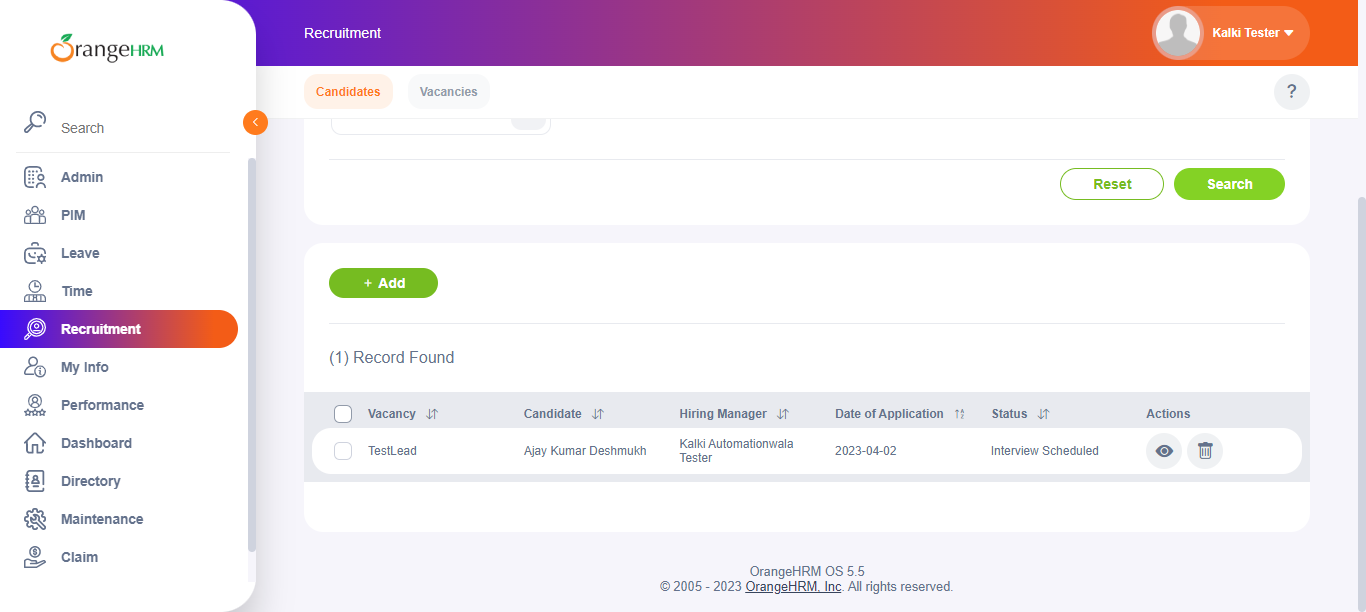 OrangeHRM
Recruitment
Kalki Tester
Candidates
Vacancies
?
Search
Admin
PIM
Leave
Time
Recruitment
My Info
Performance
Dashboard
Directory
Maintenance
Claim
Reset
Search
+ Add
(1) Record Found
Vacancy Candidate Hiring Manager Date of Application Status Actions
TestLead Ajay Kumar Deshmukh Kalki Automationwala Tester 2023-04-02 Interview Scheduled
OrangeHRM OS 5.5
© 2005 - 2023 OrangeHRM, Inc. All rights reserved.